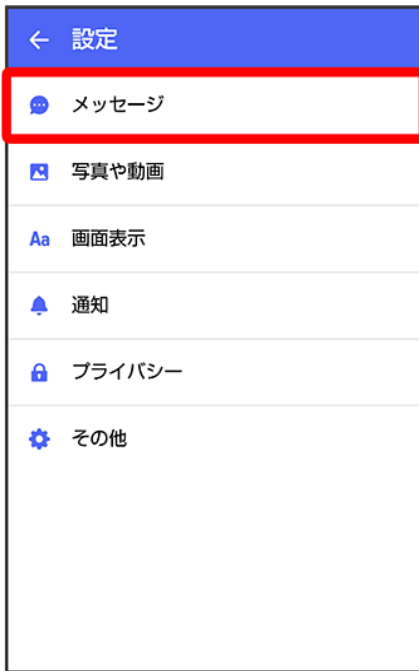 設定
メッセージ
写真や動画
Aa 画面表示
通知
プライバシー
その他